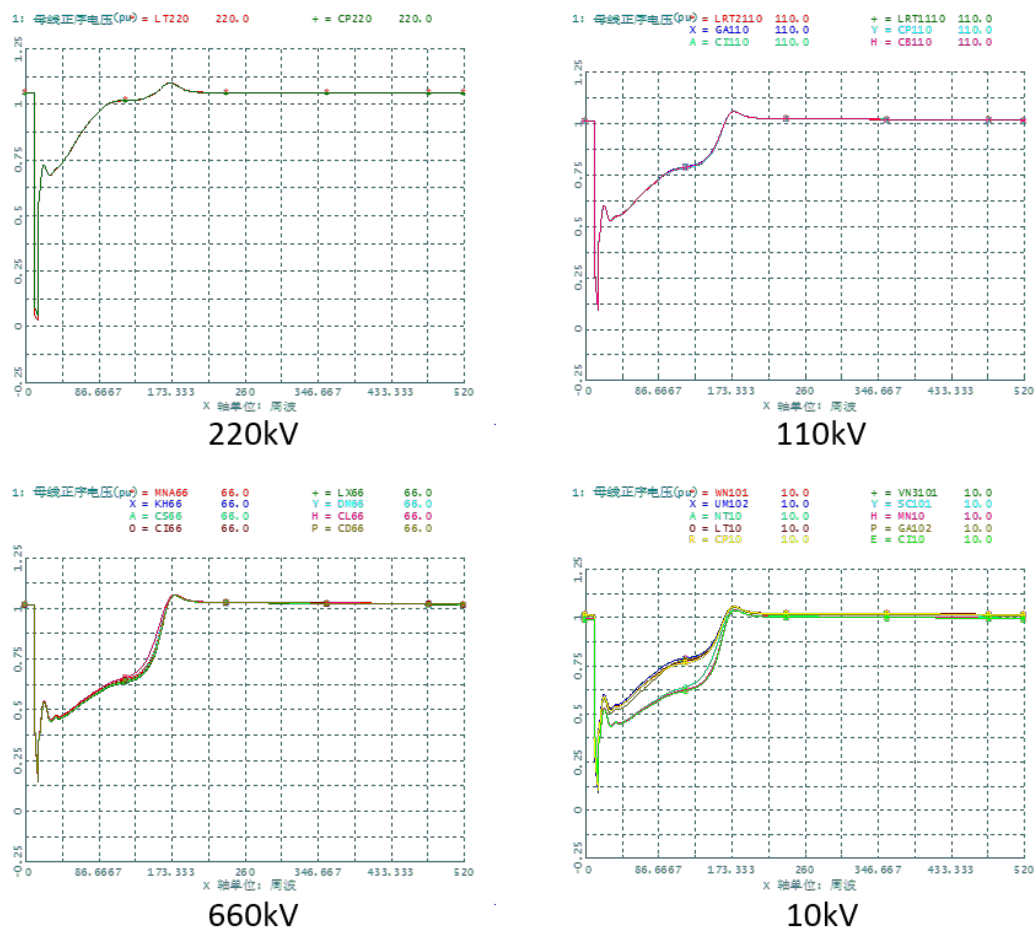 1: 母线正序电压(pu)* = LT220 220.0 + = CP220 220.0
1.25
1
0.75
0.5
0.25
0
-0.25
0 86.6667 173.333 260 346.667 433.333 520
X 轴单位: 周波
220kV
1: 母线正序电压(pu)* = LRT2110 110.0 + = LRT1110 110.0
X = GA110 110.0 Y = CP110 110.0
A = CT110 110.0 H = CB110 110.0
1.25
1
0.75
0.5
0.25
0
-0.25
0 86.6667 173.333 260 346.667 433.333 520
X 轴单位: 周波
110kV
1: 母线正序电压(pu)* = MNA66 66.0 + = LX66 66.0
X = KH66 66.0 Y = DM66 66.0
A = CS66 66.0 H = CL66 66.0
O = CI66 66.0 P = CD66 66.0
1.25
1
0.75
0.5
0.25
0
-0.25
0 86.6667 173.333 260 346.667 433.333 520
X 轴单位: 周波
660kV
1: 母线正序电压(pu)* = WN101 10.0 + = VN3101 10.0
X = UM102 10.0 Y = SC101 10.0
A = NT10 10.0 H = MN10 10.0
O = LT10 10.0 P = GA102 10.0
R = CP10 10.0 E = CT10 10.0
1.25
1
0.75
0.5
0.25
0
-0.25
0 86.6667 173.333 260 346.667 433.333 520
X 轴单位: 周波
10kV